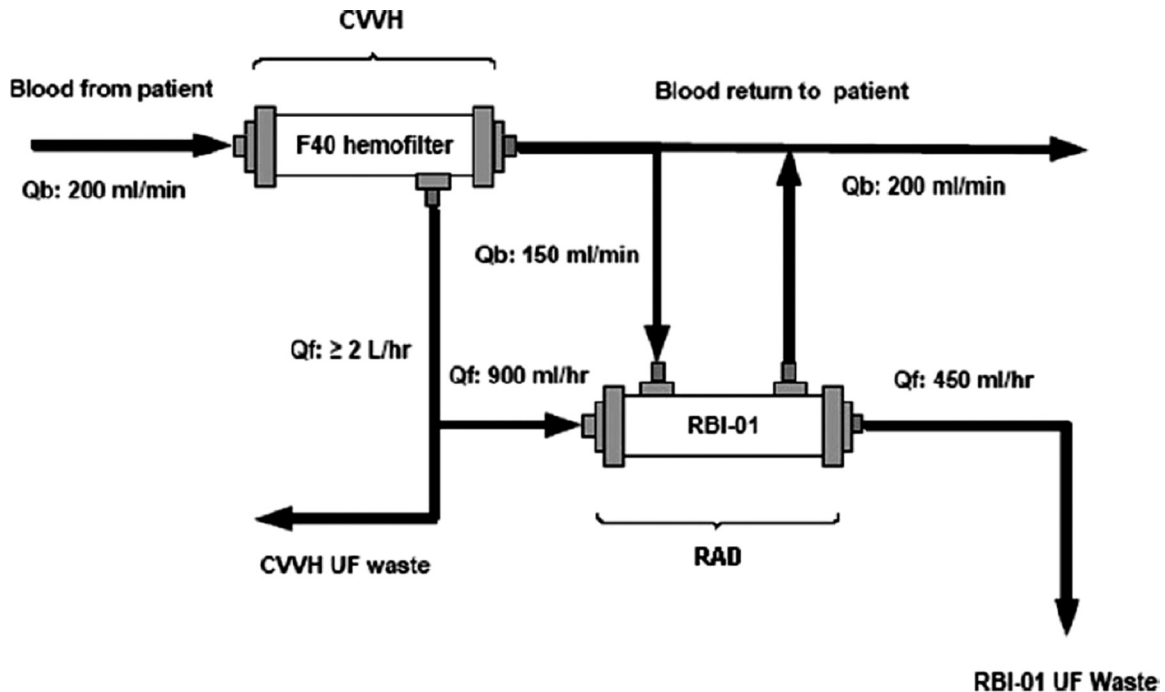 CVVH
Blood from patient
Blood return to patient
F40 hemofilter
Qb: 200 ml/min
Qb: 200 ml/min
Qb: 150 ml/min
Qf: ≥ 2 L/hr
Qf: 900 ml/hr
Qf: 450 ml/hr
RBI-01
CVVH UF waste
RAD
RBI-01 UF Waste